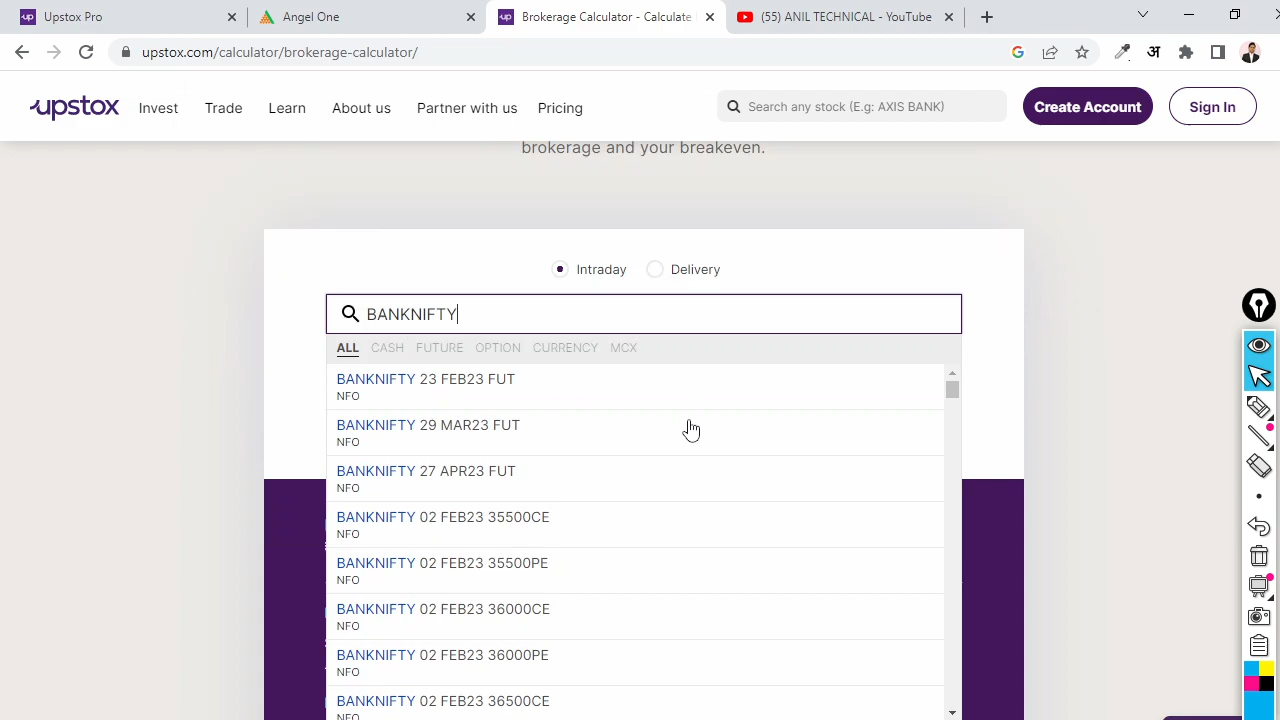 Upstox Pro
Angel One
Brokerage Calculator - Calculate
(55) ANIL TECHNICAL - YouTube
upstox.com/calculator/brokerage-calculator/
अ
upstox
Invest
Trade
Learn
About us
Partner with us
Pricing
Search any stock (E.g: AXIS BANK)
Create Account
Sign In
brokerage and your breakeven.
Intraday
Delivery
BANKNIFTY
ALL CASH FUTURE OPTION CURRENCY MCX
BANKNIFTY 23 FEB23 FUT
NFO
BANKNIFTY 29 MAR23 FUT
NFO
BANKNIFTY 27 APR23 FUT
NFO
BANKNIFTY 02 FEB23 35500CE
NFO
BANKNIFTY 02 FEB23 35500PE
NFO
BANKNIFTY 02 FEB23 36000CE
NFO
BANKNIFTY 02 FEB23 36000PE
NFO
BANKNIFTY 02 FEB23 36500CE
NFO